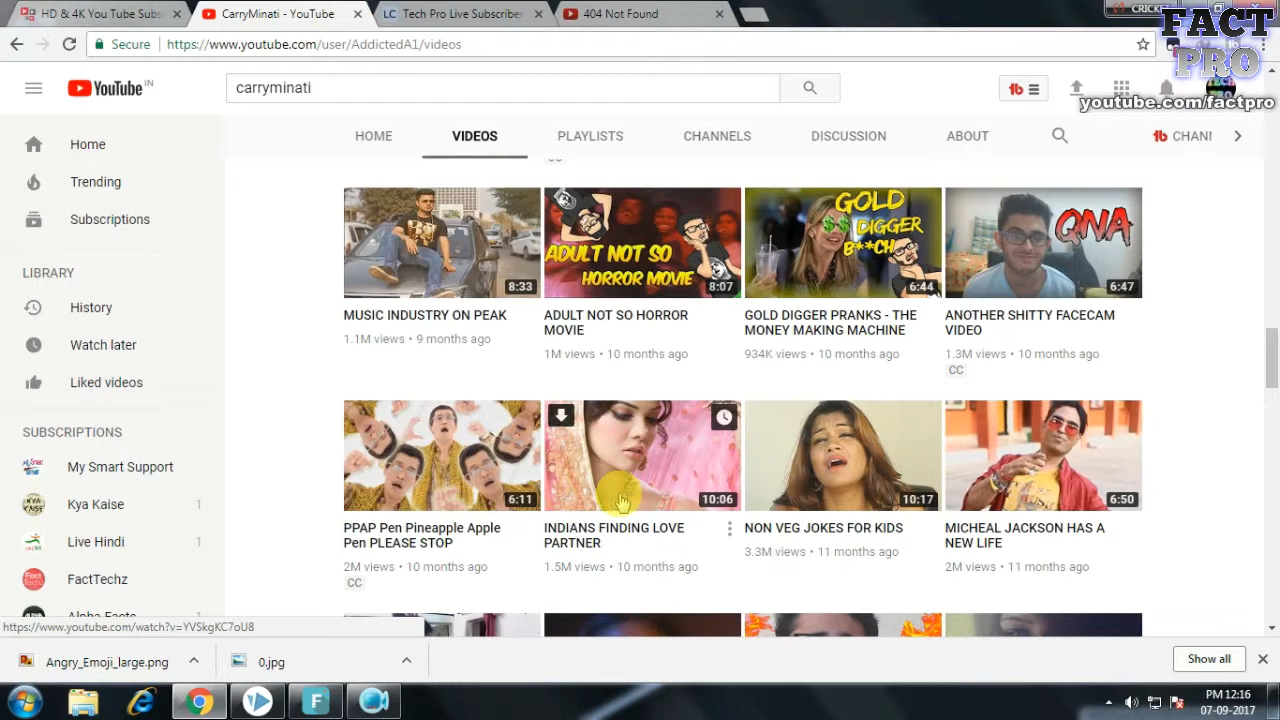 HD & 4K You Tube Subs
CarryMinati - YouTube
LC Tech Pro Live Subscriber
404 Not Found
CRICKE
FACT
PRO
youtube.com/factpro
Secure
https://www.youtube.com/user/AddictedA1/videos
YouTube IN
carryminati
HOME
VIDEOS
PLAYLISTS
CHANNELS
DISCUSSION
ABOUT
CHANI
Home
Trending
Subscriptions
LIBRARY
History
Watch later
Liked videos
SUBSCRIPTIONS
My Smart Support
Kya Kaise 1
Live Hindi 1
FactTechz
8:33
MUSIC INDUSTRY ON PEAK
1.1M views • 9 months ago
ADULT NOT SO
HORROR MOVIE
8:07
ADULT NOT SO HORROR
MOVIE
1M views • 10 months ago
GOLD
$$ DIGGER
B**CH
6:44
GOLD DIGGER PRANKS - THE
MONEY MAKING MACHINE
934K views • 10 months ago
QNA
6:47
ANOTHER SHITTY FACECAM
VIDEO
1.3M views • 10 months ago
CC
6:11
PPAP Pen Pineapple Apple
Pen PLEASE STOP
2M views • 10 months ago
CC
10:06
INDIANS FINDING LOVE
PARTNER
1.5M views • 10 months ago
10:17
NON VEG JOKES FOR KIDS
3.3M views • 11 months ago
6:50
MICHEAL JACKSON HAS A
NEW LIFE
2M views • 11 months ago
https://www.youtube.com/watch?v=YVSkgKC7oU8
Angry_Emoji_large.png
0.jpg
Show all
PM 12:16
07-09-2017